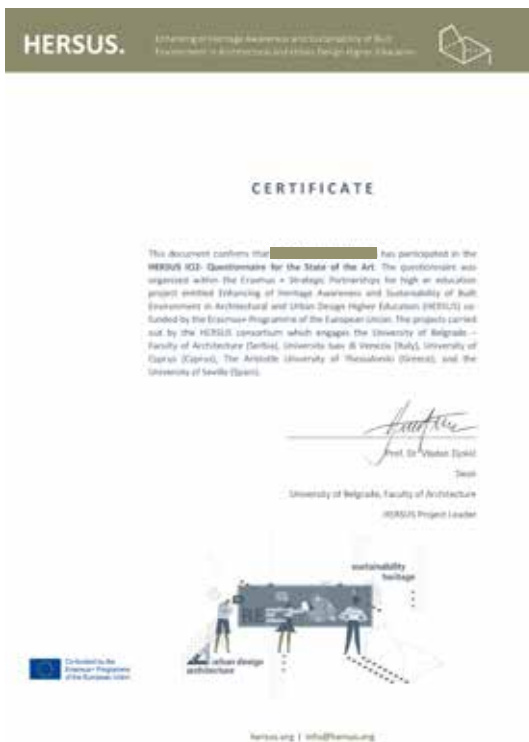 HERSUS.
Enhancing of Heritage Awareness and Sustainability of Built
Environment in Architectural and Urban Design Higher Education
CERTIFICATE
This document confirms that has participated in the
HERSUS IO2- Questionnaire for the State of the Art. The questionnaire was
organized within the Erasmus + Strategic Partnerships for high er education
project entitled Enhancing of Heritage Awareness and Sustainability of Built
Environment in Architectural and Urban Design Higher Education (HERSUS) co-
funded by the Erasmus+ Programme of the European Union. The projects carried
out by the HERSUS consortium which engages the University of Belgrade -
Faculty of Architecture (Serbia), Università Iuav di Venezia (Italy), University of
Cyprus (Cyprus), The Aristotle University of Thessaloniki (Greece), and the
University of Sevilla (Spain).
Prof. Dr Vladan Djokić
Dean
University of Belgrade, Faculty of Architecture
HERSUS Project Leader
sustainability
heritage
RE
urban design
architecture
Co-funded by the
Erasmus+ Programme
of the European Union
hersus.org | info@hersus.org